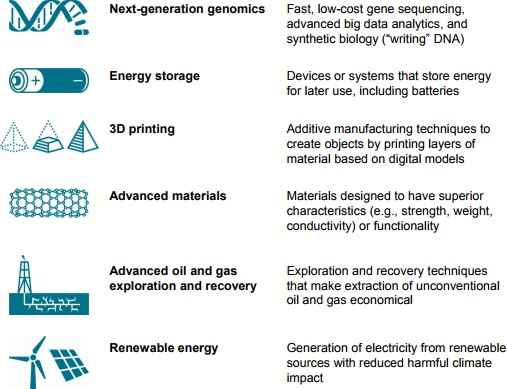 Next-generation genomics
Fast, low-cost gene sequencing,
advanced big data analytics, and
synthetic biology (“writing” DNA)
Energy storage
Devices or systems that store energy
for later use, including batteries
3D printing
Additive manufacturing techniques to
create objects by printing layers of
material based on digital models
Advanced materials
Materials designed to have superior
characteristics (e.g., strength, weight,
conductivity) or functionality
Advanced oil and gas
exploration and recovery
Exploration and recovery techniques
that make extraction of unconventional
oil and gas economical
Renewable energy
Generation of electricity from renewable
sources with reduced harmful climate
impact